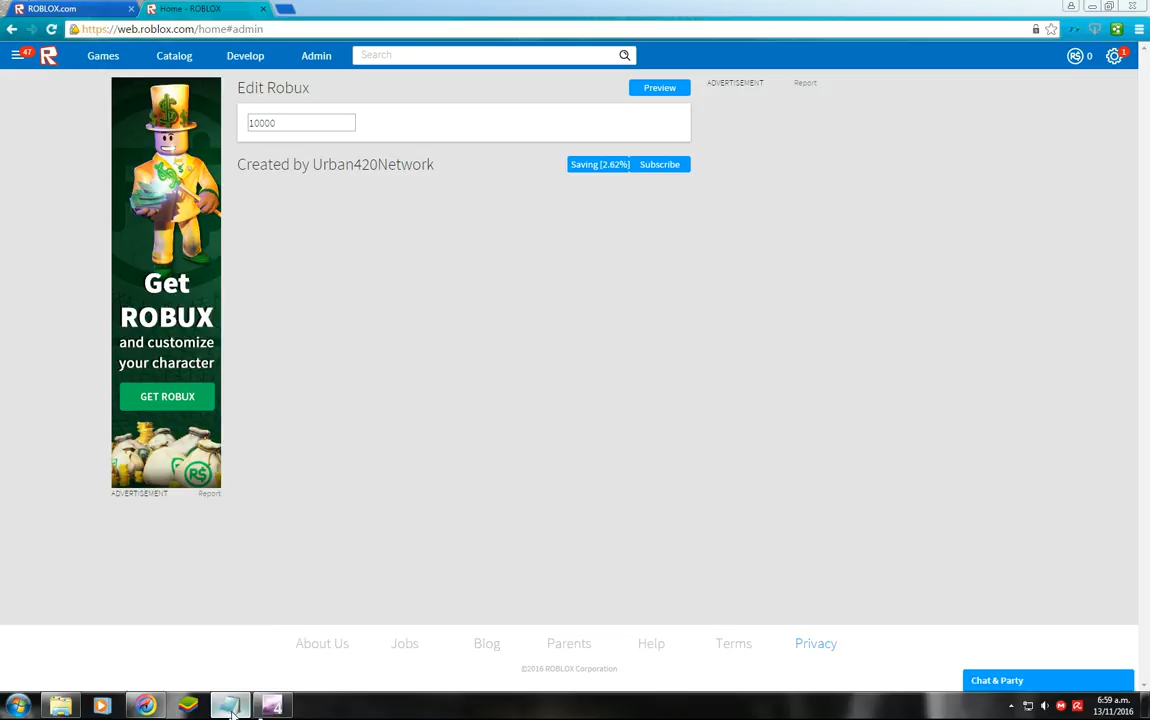 ROBLOX.com
Home - ROBLOX
https://web.roblox.com/home#admin
47
Games
Catalog
Develop
Admin
Search
R$ 0
1
Edit Robux
Preview
ADVERTISEMENT
Report
10000
Created by Urban420Network
Saving [2.62%]
Subscribe
Get
ROBUX
and customize
your character
GET ROBUX
R$
ADVERTISEMENT
Report
About Us
Jobs
Blog
Parents
Help
Terms
Privacy
©2016 ROBLOX Corporation
Chat & Party
6:59 a.m.
13/11/2016